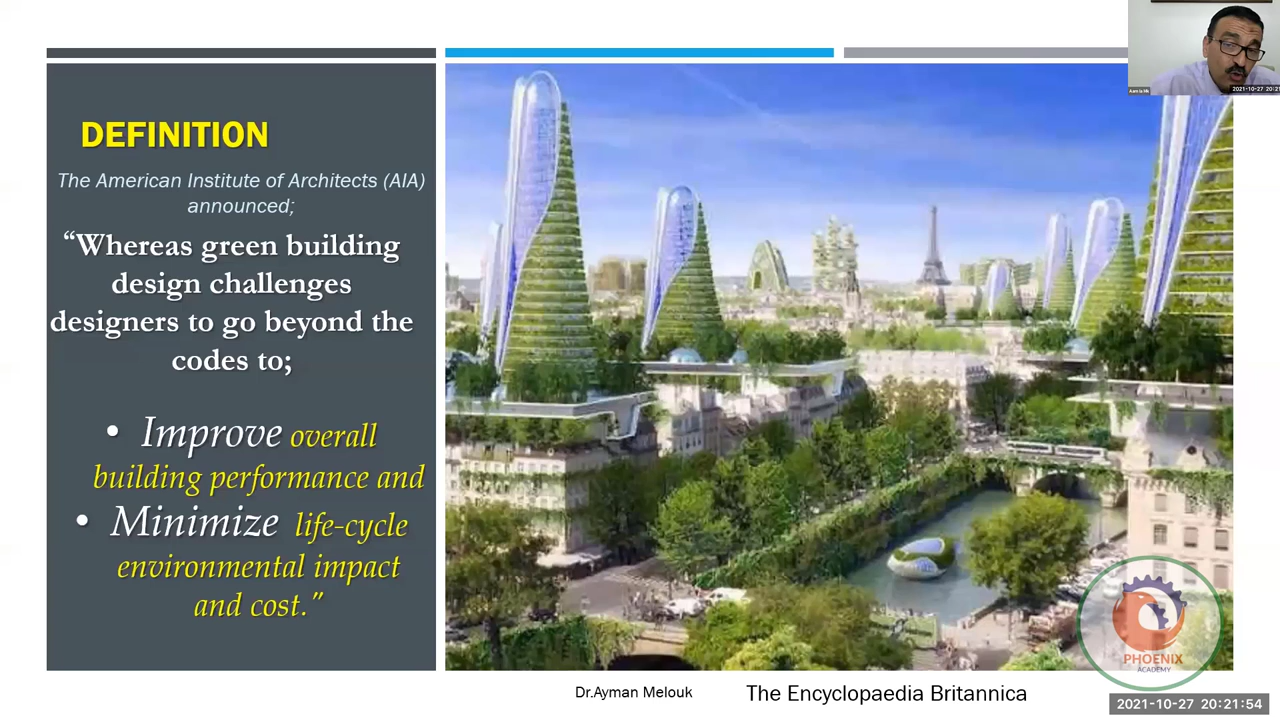 DEFINITION
The American Institute of Architects (AIA)
announced;
“Whereas green building
design challenges
designers to go beyond the
codes to;
• Improve overall
building performance and
• Minimize life-cycle
environmental impact
and cost.”
PHOENIX
ACADEMY
Dr.Ayman Melouk
The Encyclopaedia Britannica
2021-10-27 20:21:54